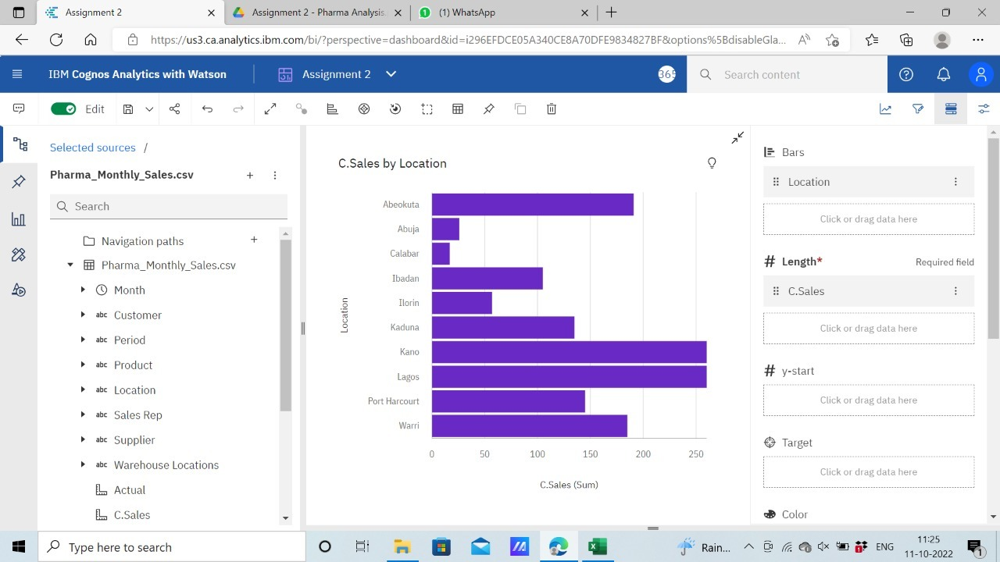 Assignment 2
Assignment 2 - Pharma Analysis
(1) WhatsApp
https://us3.ca.analytics.ibm.com/bi/?perspective=dashboard&id=i296EFDCE05A340CE8A70DFE9834827BF&options%5BdisableGla...
IBM Cognos Analytics with Watson
Assignment 2
365
Search content
Edit
Selected sources /
Pharma_Monthly_Sales.csv
Search
Navigation paths
Pharma_Monthly_Sales.csv
Month
abc Customer
abc Period
abc Product
abc Location
abc Sales Rep
abc Supplier
abc Warehouse Locations
Actual
C.Sales
C.Sales by Location
Location
Abeokuta
Abuja
Calabar
Ibadan
Ilorin
Kaduna
Kano
Lagos
Port Harcourt
Warri
0 50 100 150 200 250
C.Sales (Sum)
Bars
Location
Click or drag data here
# Length* Required field
C.Sales
Click or drag data here
# y-start
Click or drag data here
Target
Click or drag data here
Color
Type here to search
Rain...
ENG
11:25
11-10-2022
1